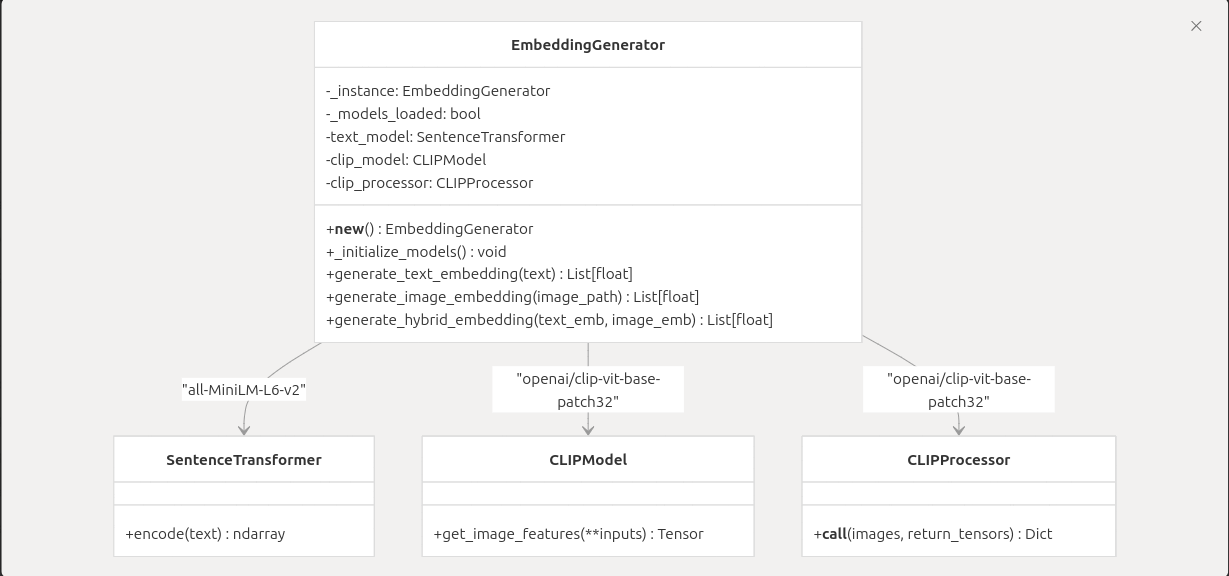 EmbeddingGenerator
-_instance: EmbeddingGenerator
-_models_loaded: bool
-text_model: SentenceTransformer
-clip_model: CLIPModel
-clip_processor: CLIPProcessor
+new() : EmbeddingGenerator
+_initialize_models() : void
+generate_text_embedding(text) : List[float]
+generate_image_embedding(image_path) : List[float]
+generate_hybrid_embedding(text_emb, image_emb) : List[float]
"all-MiniLM-L6-v2"
"openai/clip-vit-base-
patch32"
"openai/clip-vit-base-
patch32"
SentenceTransformer
+encode(text) : ndarray
CLIPModel
+get_image_features(**inputs) : Tensor
CLIPProcessor
+call(images, return_tensors) : Dict